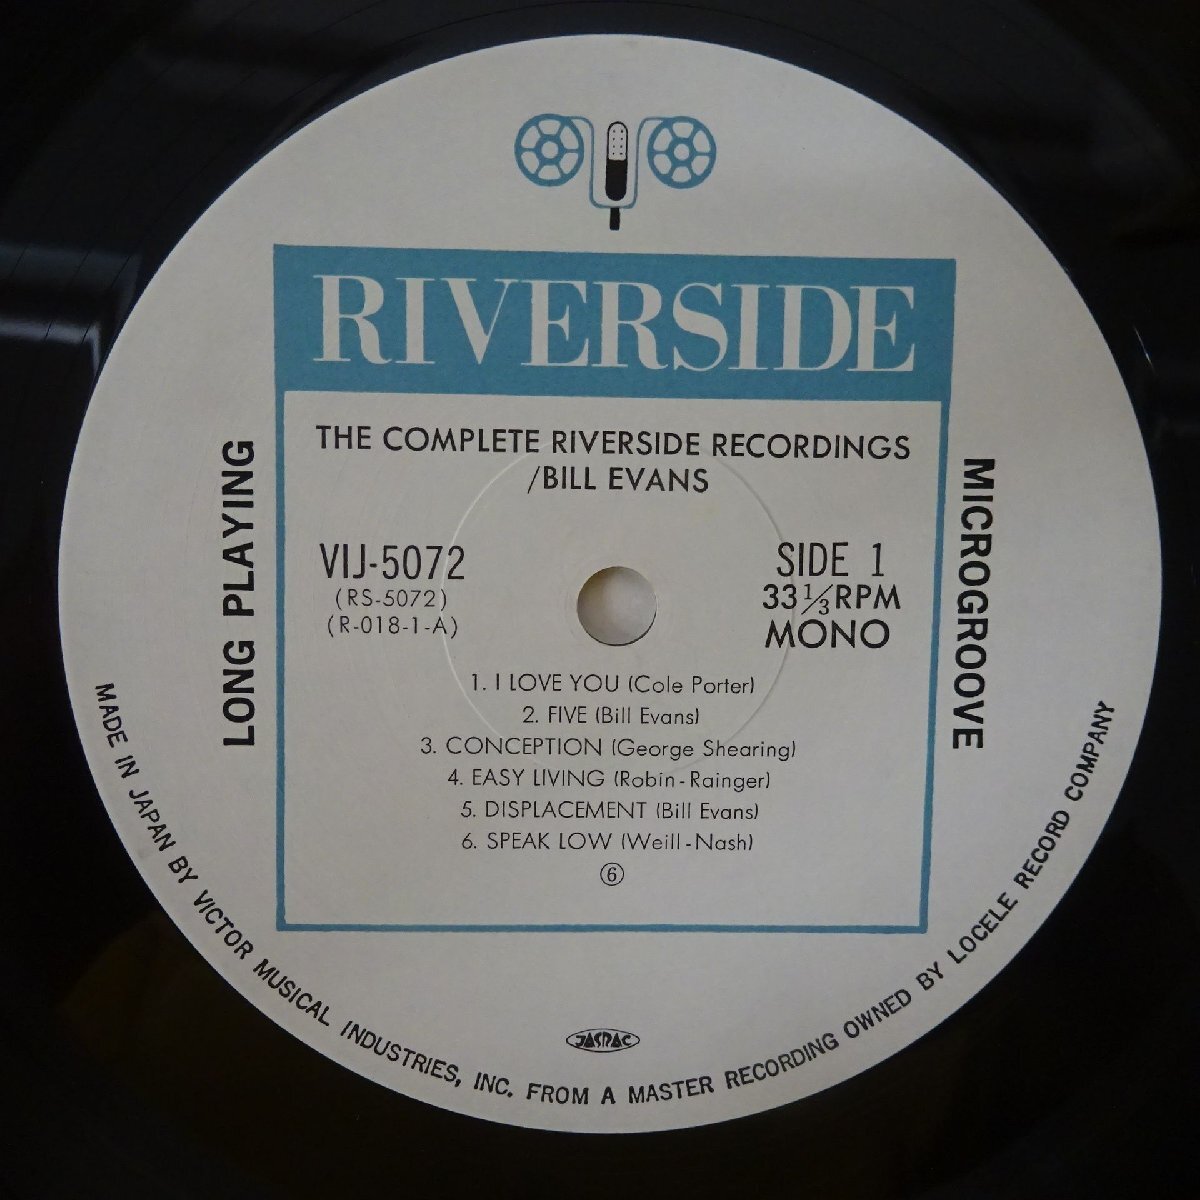 RIVERSIDE
THE COMPLETE RIVERSIDE RECORDINGS
/BILL EVANS
LONG PLAYING
MICROGROOVE
VIJ-5072
(RS-5072)
(R-018-1-A)
SIDE 1
33 1/3 RPM
MONO
1. I LOVE YOU (Cole Porter)
2. FIVE (Bill Evans)
3. CONCEPTION (George Shearing)
4. EASY LIVING (Robin-Rainger)
5. DISPLACEMENT (Bill Evans)
6. SPEAK LOW (Weill-Nash)
⑥
JASRAC
MADE IN JAPAN BY VICTOR MUSICAL INDUSTRIES, INC. FROM A MASTER RECORDING OWNED BY LOCELE RECORD COMPANY